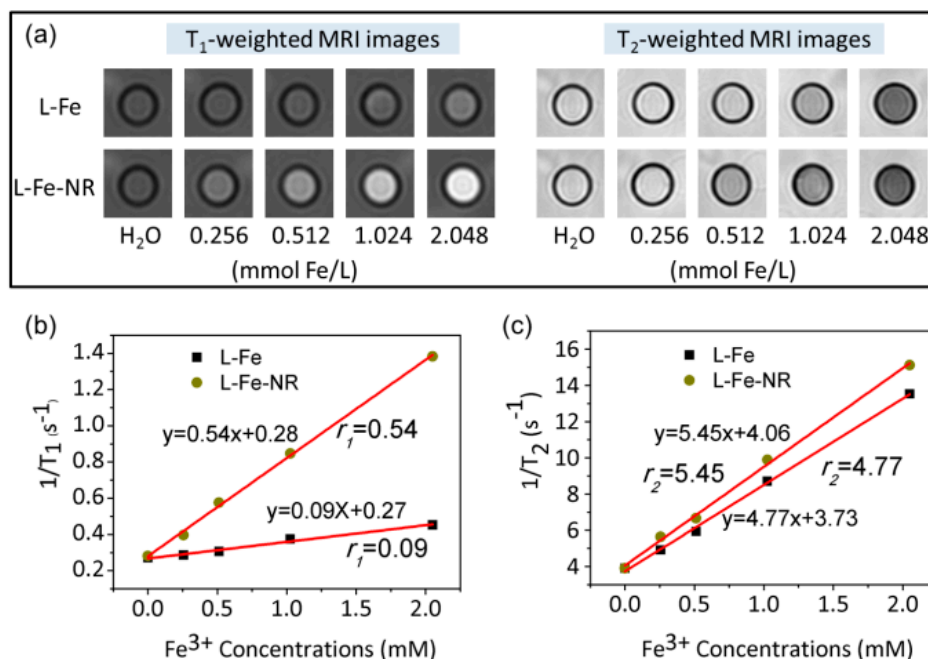 (a)
T₁-weighted MRI images
T₂-weighted MRI images
L-Fe
L-Fe-NR
H₂O 0.256 0.512 1.024 2.048
H₂O 0.256 0.512 1.024 2.048
(mmol Fe/L)
(mmol Fe/L)
(b)
1/T₁ (s⁻¹)
1.4
1.2
1.0
0.8
0.6
0.4
0.2
L-Fe
L-Fe-NR
y=0.54x+0.28
r₁=0.54
y=0.09X+0.27
r₁=0.09
0.0 0.5 1.0 1.5 2.0
Fe³⁺ Concentrations (mM)
(c)
1/T₂ (s⁻¹)
16
14
12
10
8
6
4
L-Fe
L-Fe-NR
y=5.45x+4.06
r₂=5.45
r₂=4.77
y=4.77x+3.73
0.0 0.5 1.0 1.5 2.0
Fe³⁺ Concentrations (mM)